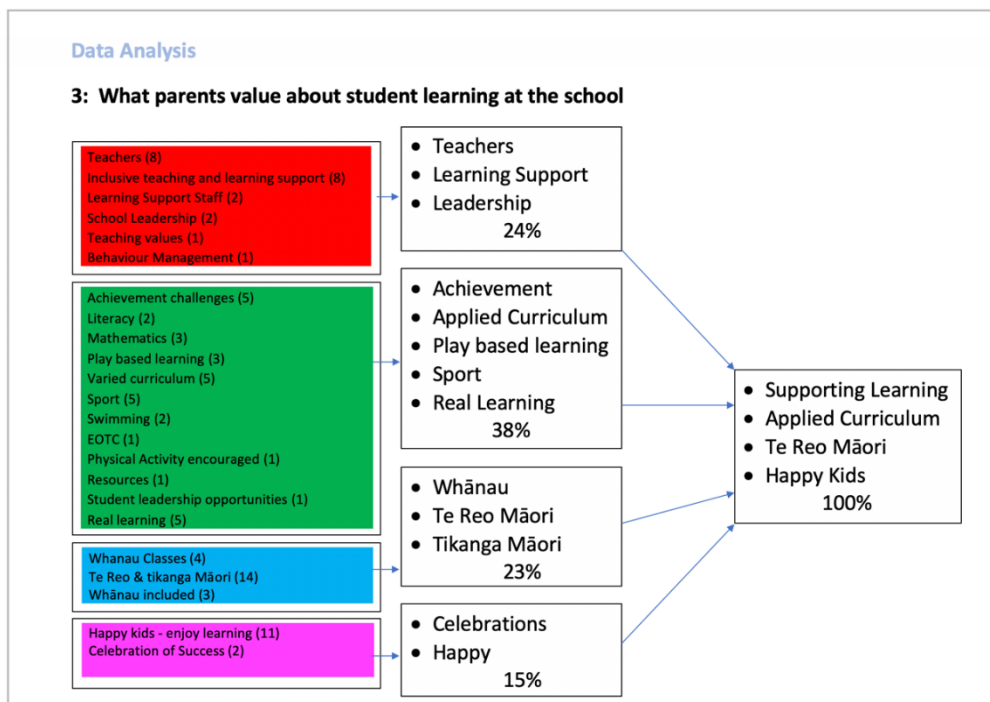 Data Analysis
3: What parents value about student learning at the school
Teachers (8)
Inclusive teaching and learning support (8)
Learning Support Staff (2)
School Leadership (2)
Teaching values (1)
Behaviour Management (1)
• Teachers
• Learning Support
• Leadership
24%
Achievement challenges (5)
Literacy (2)
Mathematics (3)
Play based learning (3)
Varied curriculum (5)
Sport (5)
Swimming (2)
EOTC (1)
Physical Activity encouraged (1)
Resources (1)
Student leadership opportunities (1)
Real learning (5)
• Achievement
• Applied Curriculum
• Play based learning
• Sport
• Real Learning
38%
Whanau Classes (4)
Te Reo & tikanga Māori (14)
Whānau included (3)
• Whānau
• Te Reo Māori
• Tikanga Māori
23%
Happy kids - enjoy learning (11)
Celebration of Success (2)
• Celebrations
• Happy
15%
• Supporting Learning
• Applied Curriculum
• Te Reo Māori
• Happy Kids
100%